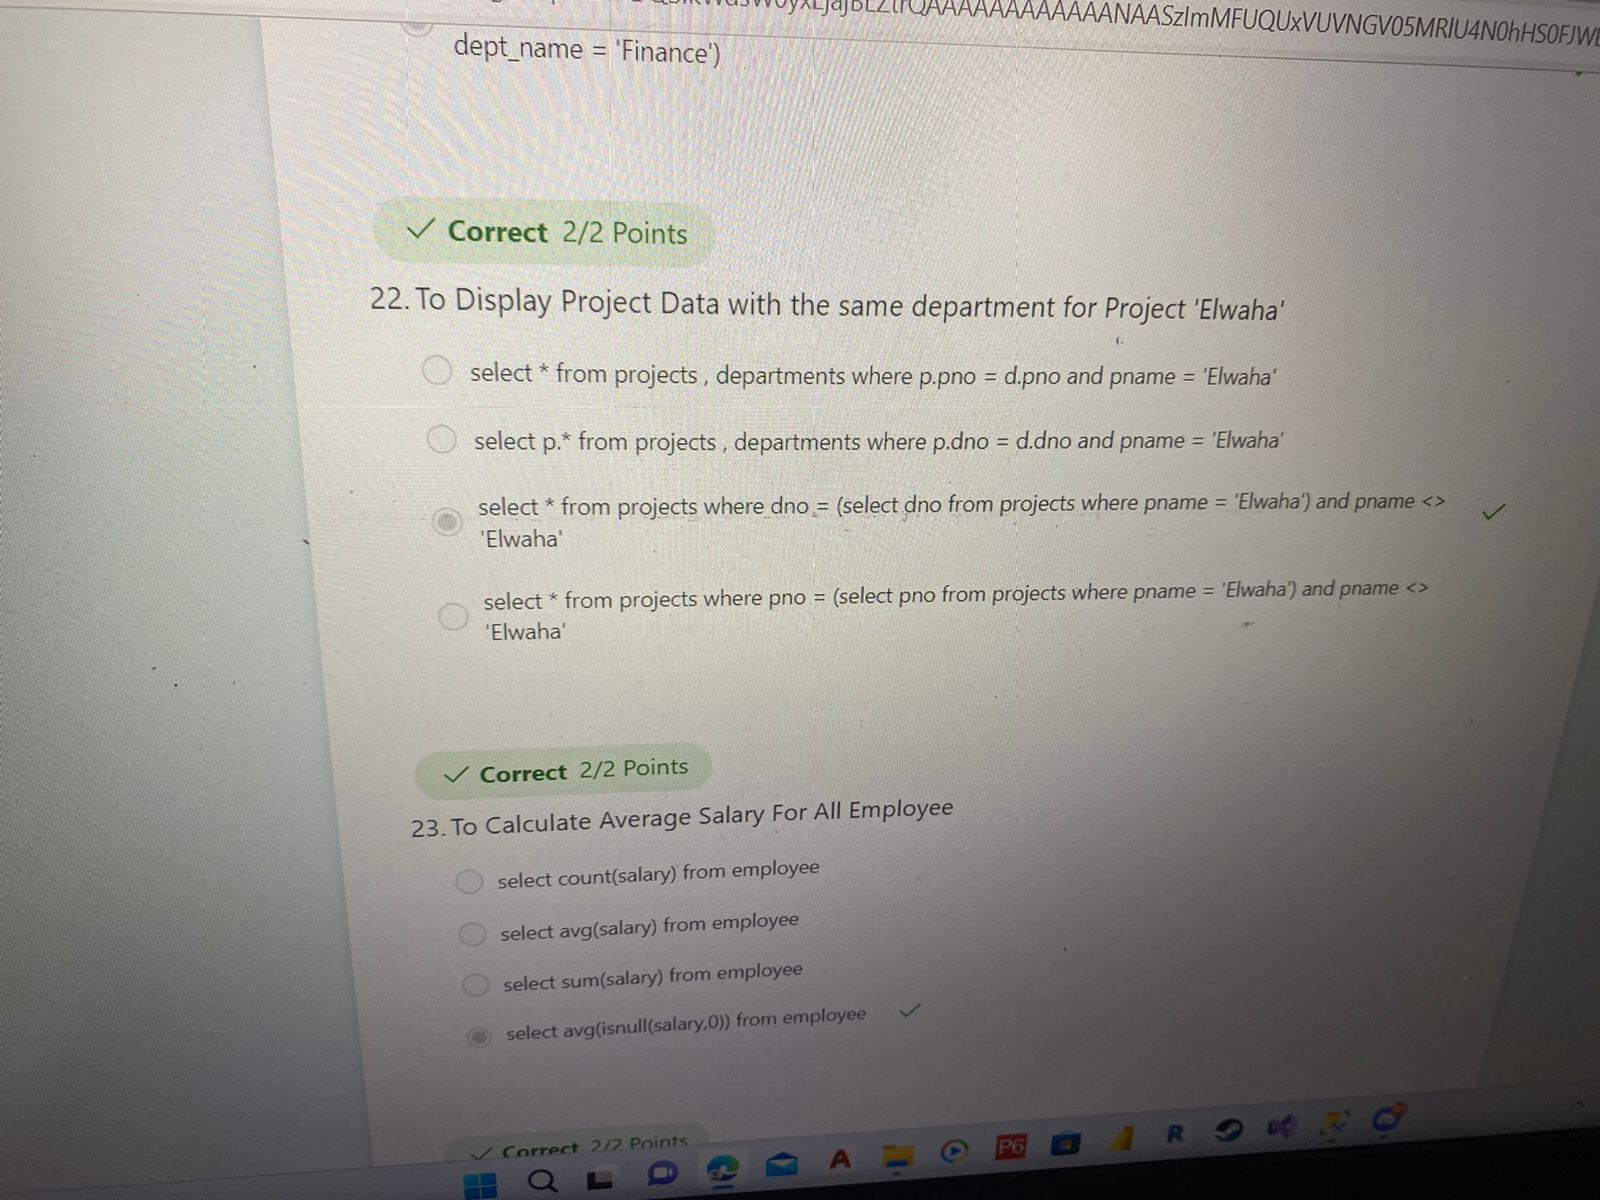 dept_name = 'Finance')
Correct 2/2 Points
22. To Display Project Data with the same department for Project 'Elwaha'
select * from projects , departments where p.pno = d.pno and pname = 'Elwaha'
select p.* from projects , departments where p.dno = d.dno and pname = 'Elwaha'
select * from projects where dno = (select dno from projects where pname = 'Elwaha') and pname <>
'Elwaha'
select * from projects where pno = (select pno from projects where pname = 'Elwaha') and pname <>
'Elwaha'
Correct 2/2 Points
23. To Calculate Average Salary For All Employee
select count(salary) from employee
select avg(salary) from employee
select sum(salary) from employee
select avg(isnull(salary,0)) from employee
Correct 2/2 Points
A
P6
R